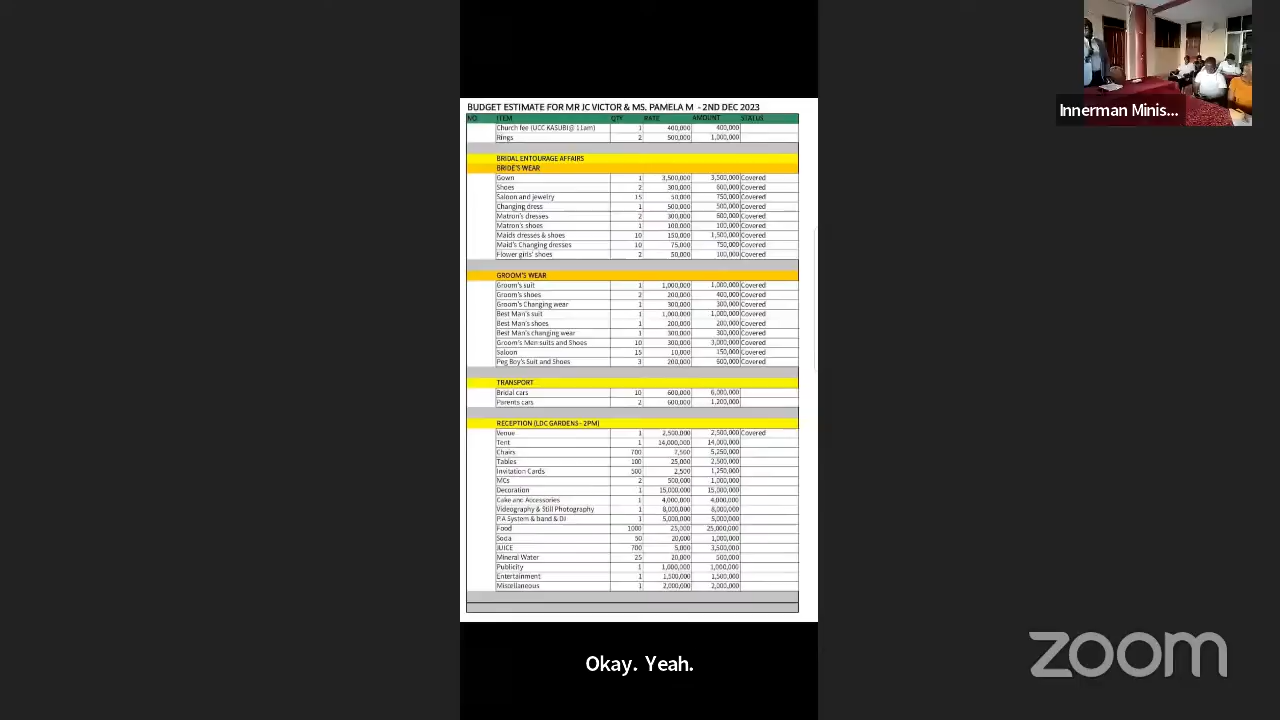 BUDGET ESTIMATE FOR MR JC VICTOR & MS. PAMELA M - 2ND DEC 2023
NO ITEM QTY RATE AMOUNT STATUS
Church fee (UCC KASUBI@ 11am) 1 400,000 400,000
Rings 2 500,000 1,000,000
BRIDAL ENTOURAGE AFFAIRS
BRIDE'S WEAR
Gown 1 3,500,000 3,500,000 Covered
Shoes 2 300,000 600,000 Covered
Saloon and jewelry 15 50,000 750,000 Covered
Changing dress 1 500,000 500,000 Covered
Matron's dresses 2 300,000 600,000 Covered
Matron's shoes 1 100,000 100,000 Covered
Maids dresses & shoes 10 150,000 1,500,000 Covered
Maid's Changing dresses 10 75,000 750,000 Covered
Flower girls' shoes 2 50,000 100,000 Covered
GROOM'S WEAR
Groom's suit 1 1,000,000 1,000,000 Covered
Groom's shoes 2 200,000 400,000 Covered
Groom's Changing wear 1 300,000 300,000 Covered
Best Man's suit 1 1,000,000 1,000,000 Covered
Best Man's shoes 1 200,000 200,000 Covered
Best Man's changing wear 1 300,000 300,000 Covered
Groom's Men suits and Shoes 10 300,000 3,000,000 Covered
Saloon 15 10,000 150,000 Covered
Peg Boy's Suit and Shoes 3 200,000 600,000 Covered
TRANSPORT
Bridal cars 10 600,000 6,000,000
Parents cars 2 600,000 1,200,000
RECEPTION (LDC GARDENS - 2PM)
Venue 1 2,500,000 2,500,000 Covered
Tent 1 14,000,000 14,000,000
Chairs 700 7,500 5,250,000
Tables 100 25,000 2,500,000
Invitation Cards 500 2,500 1,250,000
MCs 2 500,000 1,000,000
Decoration 1 15,000,000 15,000,000
Cake and Accessories 1 4,000,000 4,000,000
Videography & Still Photography 1 8,000,000 8,000,000
P.A System & band & DJ 1 5,000,000 5,000,000
Food 1000 25,000 25,000,000
Soda 50 20,000 1,000,000
JUICE 700 5,000 3,500,000
Mineral Water 25 20,000 500,000
Publicity 1 1,000,000 1,000,000
Entertainment 1 1,500,000 1,500,000
Miscellaneous 1 2,000,000 2,000,000
Innerman Minis...
Okay. Yeah.
zoom